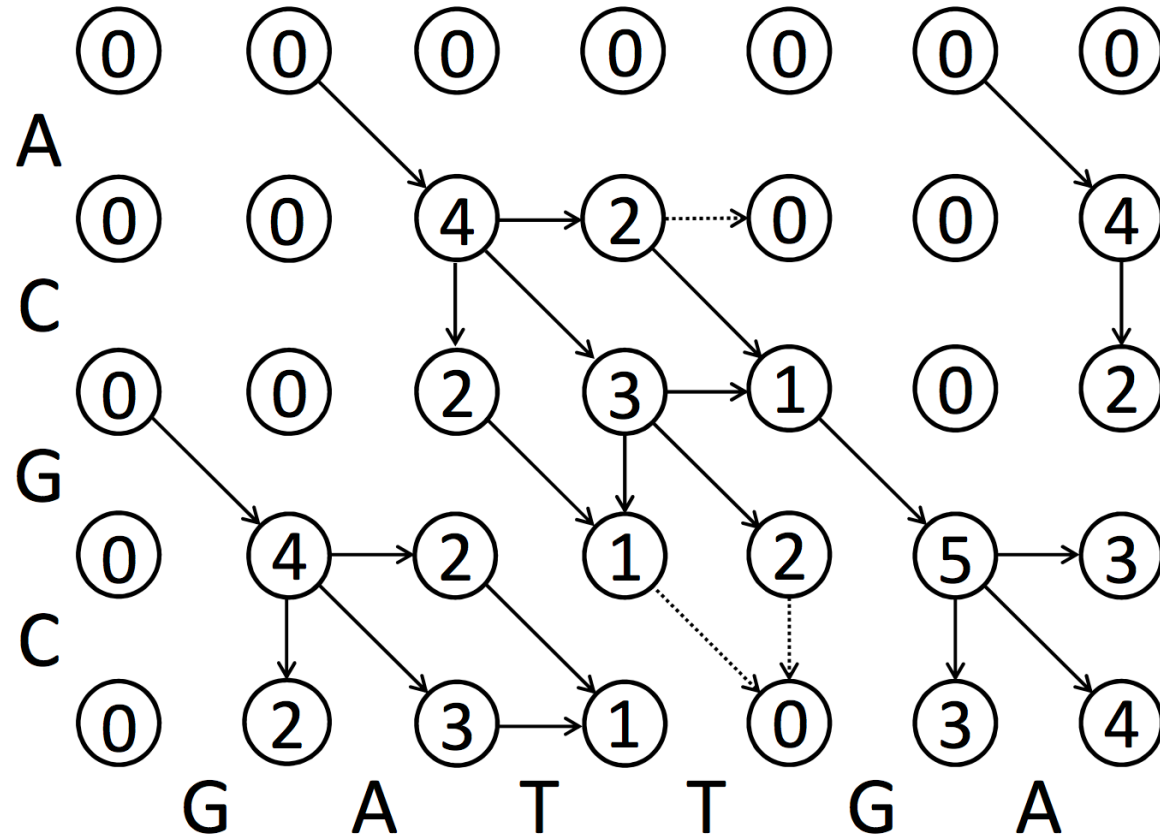 0 0 0 0 0 0 0
A
0 0 4 2 0 0 4
C
0 0 2 3 1 0 2
G
0 4 2 1 2 5 3
C
0 2 3 1 0 3 4
G A T T G A